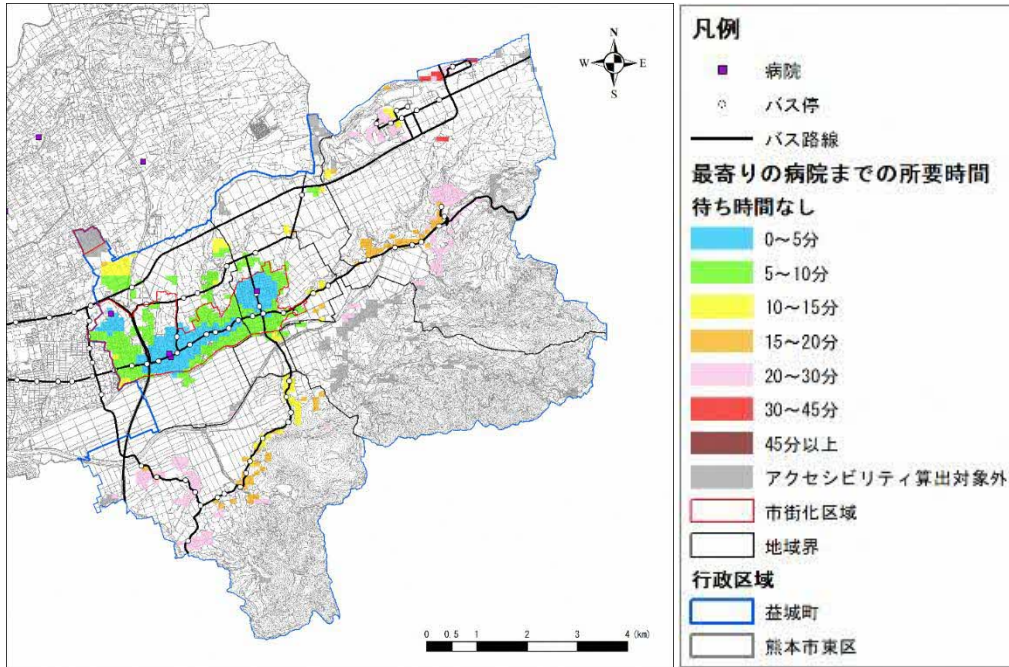 N
W E
S
0 0.5 1 2 3 4 (km)
凡例
病院
バス停
バス路線
最寄りの病院までの所要時間
待ち時間なし
0～5分
5～10分
10～15分
15～20分
20～30分
30～45分
45分以上
アクセシビリティ算出対象外
市街化区域
地域界
行政区域
益城町
熊本市東区